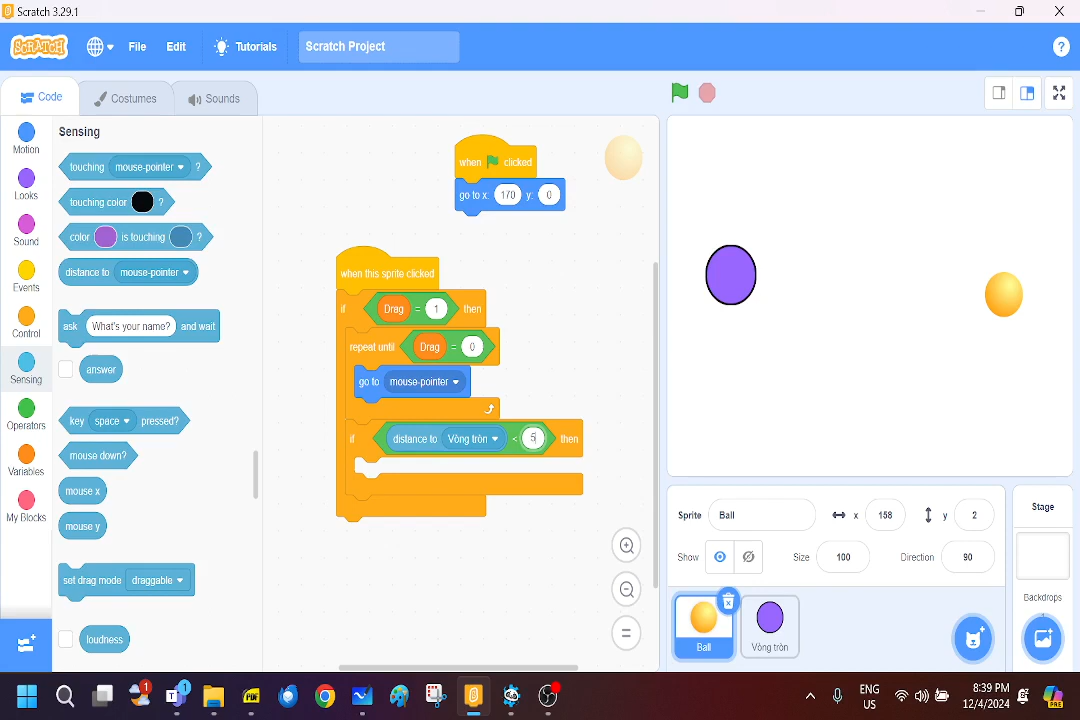 Scratch 3.29.1
SCRATCH File Edit Tutorials Scratch Project ?
Code Costumes Sounds
Motion
Looks
Sound
Events
Control
Sensing
Operators
Variables
My Blocks
Sensing
touching mouse-pointer ?
touching color ?
color is touching ?
distance to mouse-pointer
ask What's your name? and wait
answer
key space pressed?
mouse down?
mouse x
mouse y
set drag mode draggable
loudness
when clicked
go to x: 170 y: 0
when this sprite clicked
if Drag = 1 then
repeat until Drag = 0
go to mouse-pointer
if distance to Vòng tròn < 5 then
Sprite Ball x 158 y 2
Show Size 100 Direction 90
Ball
Vòng tròn
Stage
Backdrops
1
1
PDF
ENG
US
8:39 PM
12/4/2024
PRE